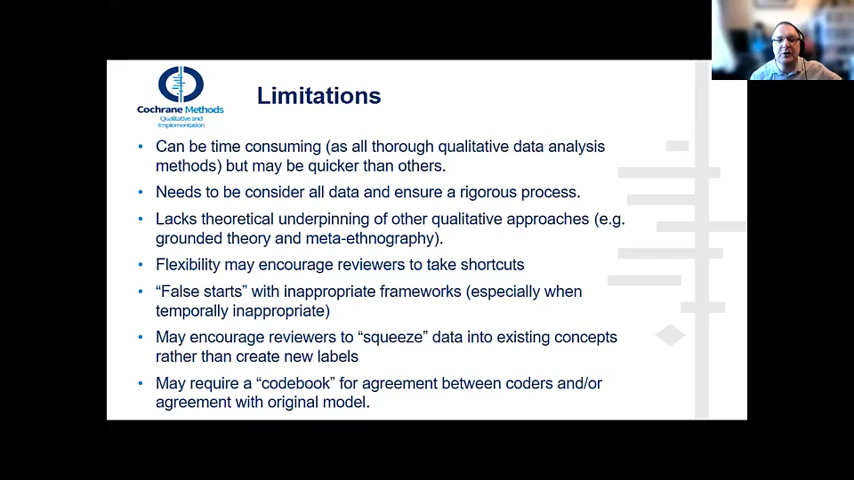 Limitations
Cochrane Methods
Qualitative and
Implementation
• Can be time consuming (as all thorough qualitative data analysis
methods) but may be quicker than others.
• Needs to be consider all data and ensure a rigorous process.
• Lacks theoretical underpinning of other qualitative approaches (e.g.
grounded theory and meta-ethnography).
• Flexibility may encourage reviewers to take shortcuts
• “False starts” with inappropriate frameworks (especially when
temporally inappropriate)
• May encourage reviewers to “squeeze” data into existing concepts
rather than create new labels
• May require a “codebook” for agreement between coders and/or
agreement with original model.